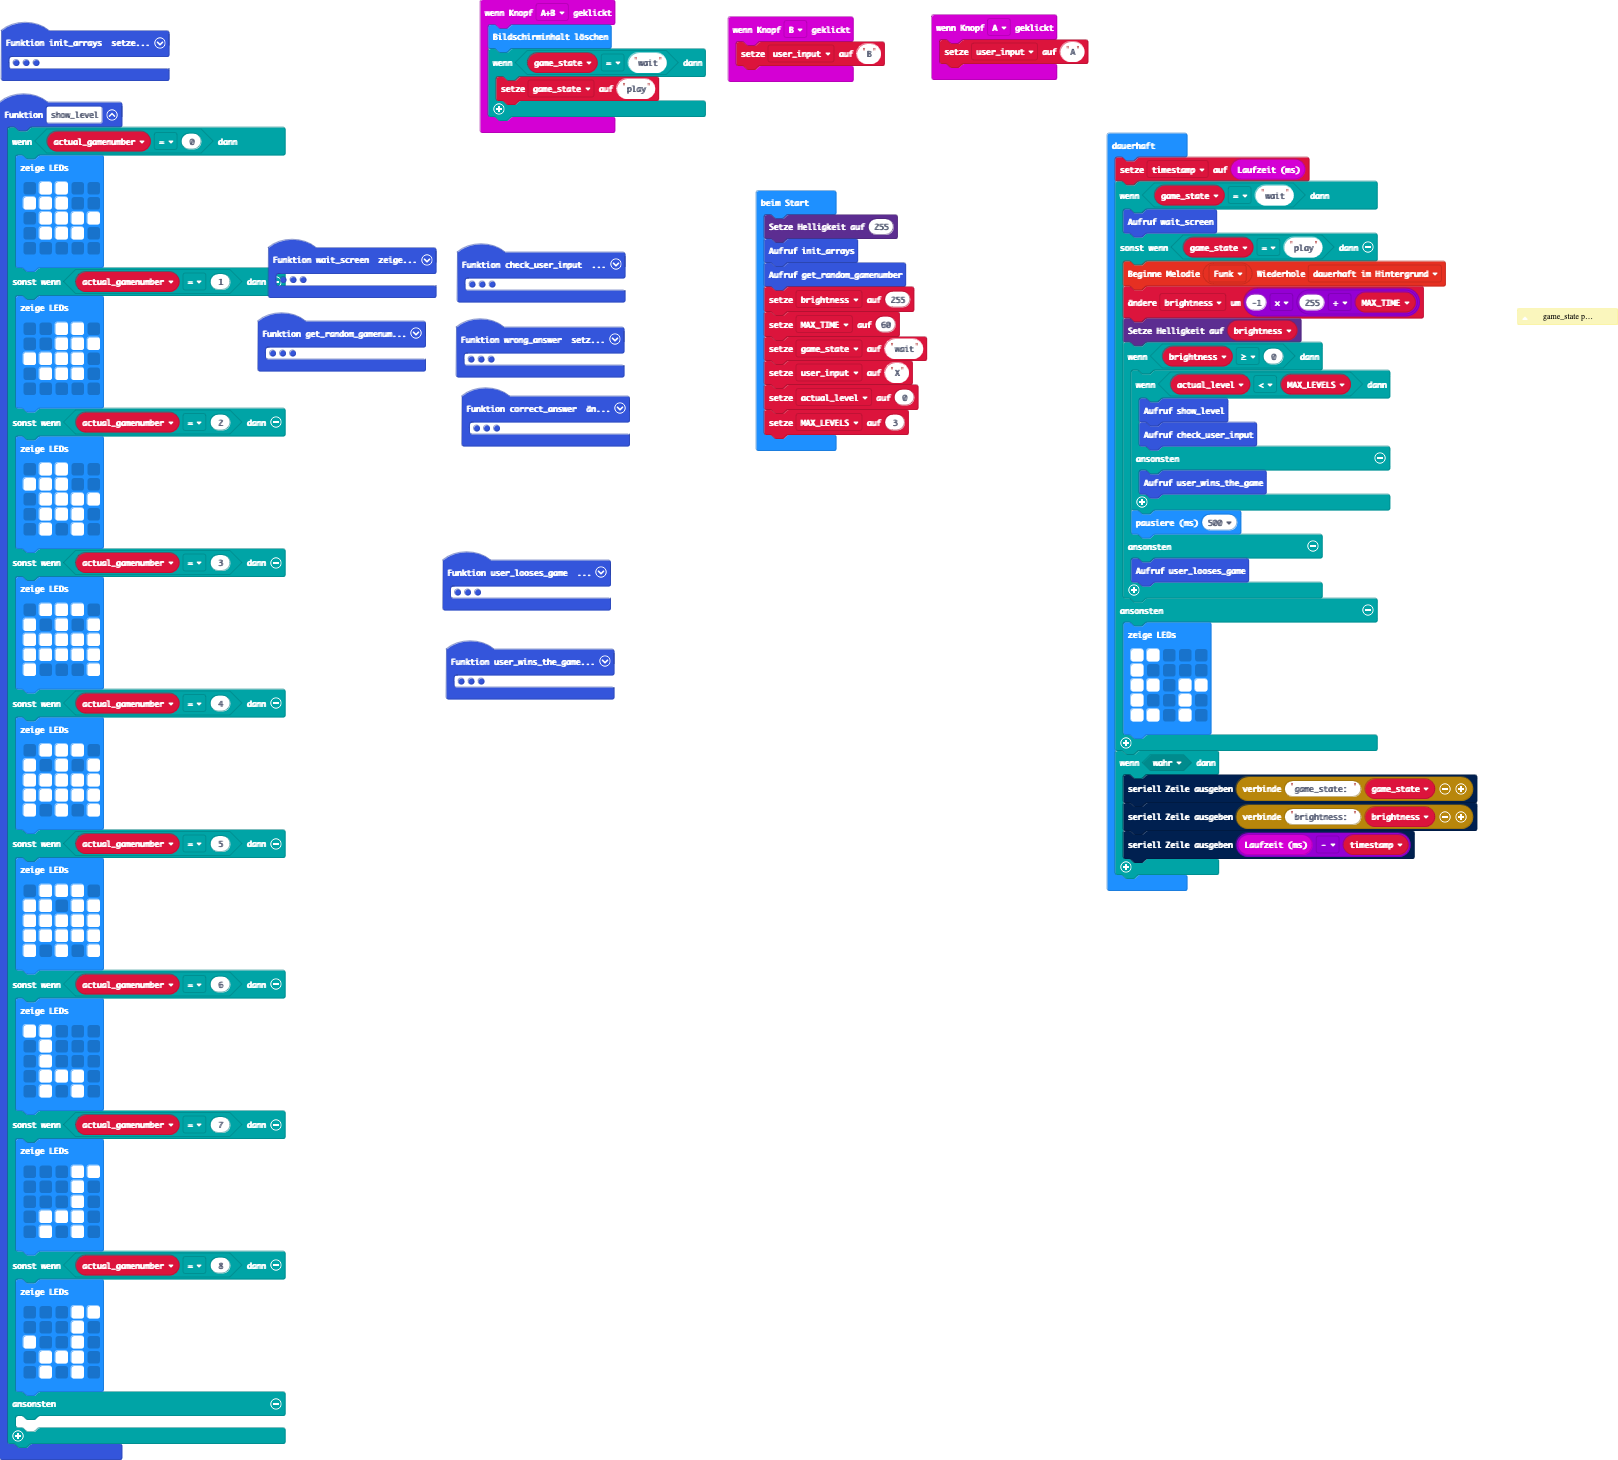 Funktion init_arrays setze...
Funktion show_level
wenn actual_gamenumber = 0 dann
zeige LEDs
sonst wenn actual_gamenumber = 1 dann
zeige LEDs
sonst wenn actual_gamenumber = 2 dann
zeige LEDs
sonst wenn actual_gamenumber = 3 dann
zeige LEDs
sonst wenn actual_gamenumber = 4 dann
zeige LEDs
sonst wenn actual_gamenumber = 5 dann
zeige LEDs
sonst wenn actual_gamenumber = 6 dann
zeige LEDs
sonst wenn actual_gamenumber = 7 dann
zeige LEDs
sonst wenn actual_gamenumber = 8 dann
zeige LEDs
ansonsten
Funktion wait_screen zeige...
Funktion get_random_gamenum...
Funktion check_user_input ...
Funktion wrong_answer setz...
Funktion correct_answer än...
Funktion user_looses_game ...
Funktion user_wins_the_game...
wenn Knopf A+B geklickt
Bildschirminhalt löschen
wenn game_state = "wait" dann
setze game_state auf "play"
wenn Knopf B geklickt
setze user_input auf "B"
wenn Knopf A geklickt
setze user_input auf "A"
beim Start
Setze Helligkeit auf 255
Aufruf init_arrays
Aufruf get_random_gamenumber
setze brightness auf 255
setze MAX_TIME auf 60
setze game_state auf "wait"
setze user_input auf "X"
setze actual_level auf 0
setze MAX_LEVELS auf 3
dauerhaft
setze timestamp auf Laufzeit (ms)
wenn game_state = "wait" dann
Aufruf wait_screen
sonst wenn game_state = "play" dann
Beginne Melodie Funk Wiederhole dauerhaft im Hintergrund
ändere brightness um -1 × 255 ÷ MAX_TIME
Setze Helligkeit auf brightness
wenn brightness ≥ 0 dann
wenn actual_level < MAX_LEVELS dann
Aufruf show_level
Aufruf check_user_input
ansonsten
Aufruf user_wins_the_game
pausiere (ms) 500
ansonsten
Aufruf user_looses_game
ansonsten
zeige LEDs
wenn wahr dann
seriell Zeile ausgeben verbinde "game_state: " game_state
seriell Zeile ausgeben verbinde "brightness: " brightness
seriell Zeile ausgeben Laufzeit (ms) - timestamp
game_state p...